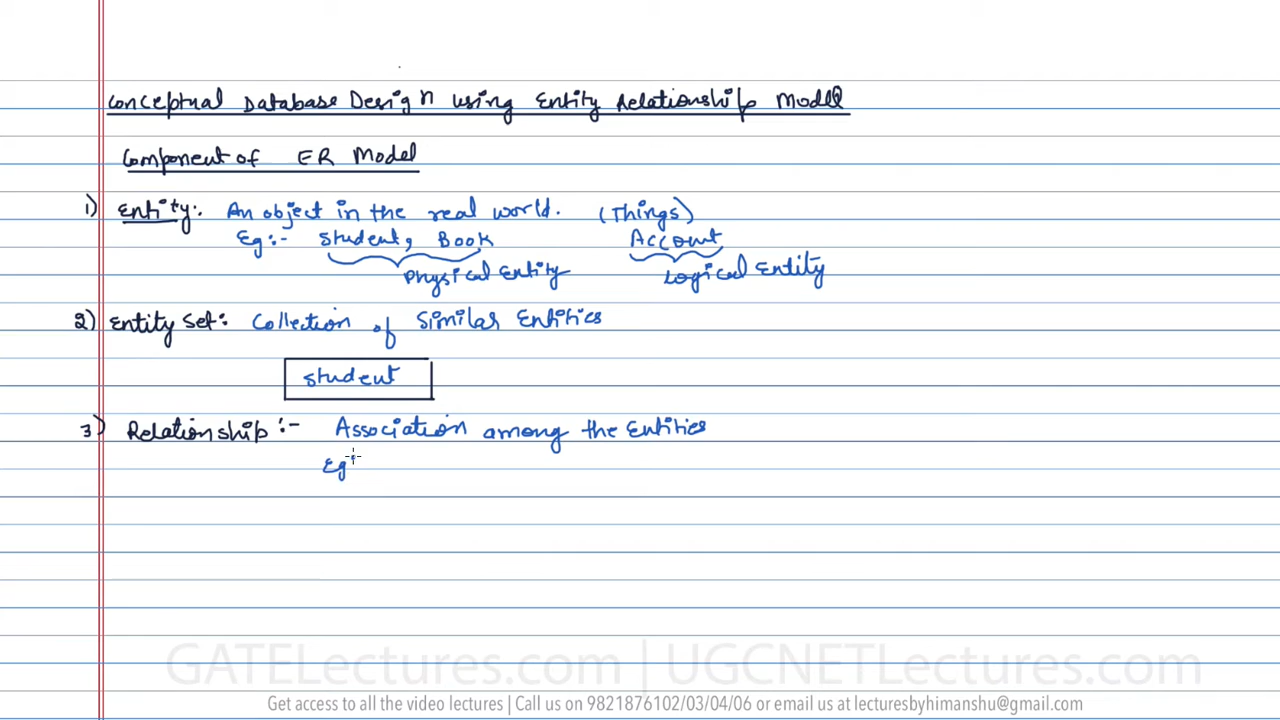 Conceptual Database Design using Entity Relationship Model
Component of ER Model
1) Entity:- An object in the real world. (Things)
Eg:- Student, Book Account
Physical Entity Logical Entity
2) Entity Set:- Collection of Similar Entities
Student
3) Relationship:- Association among the Entities
Eg:
GATELectures.com | UGCNETLectures.com
Get access to all the video lectures | Call us on 9821876102/03/04/06 or email us at lecturesbyhimanshu@gmail.com